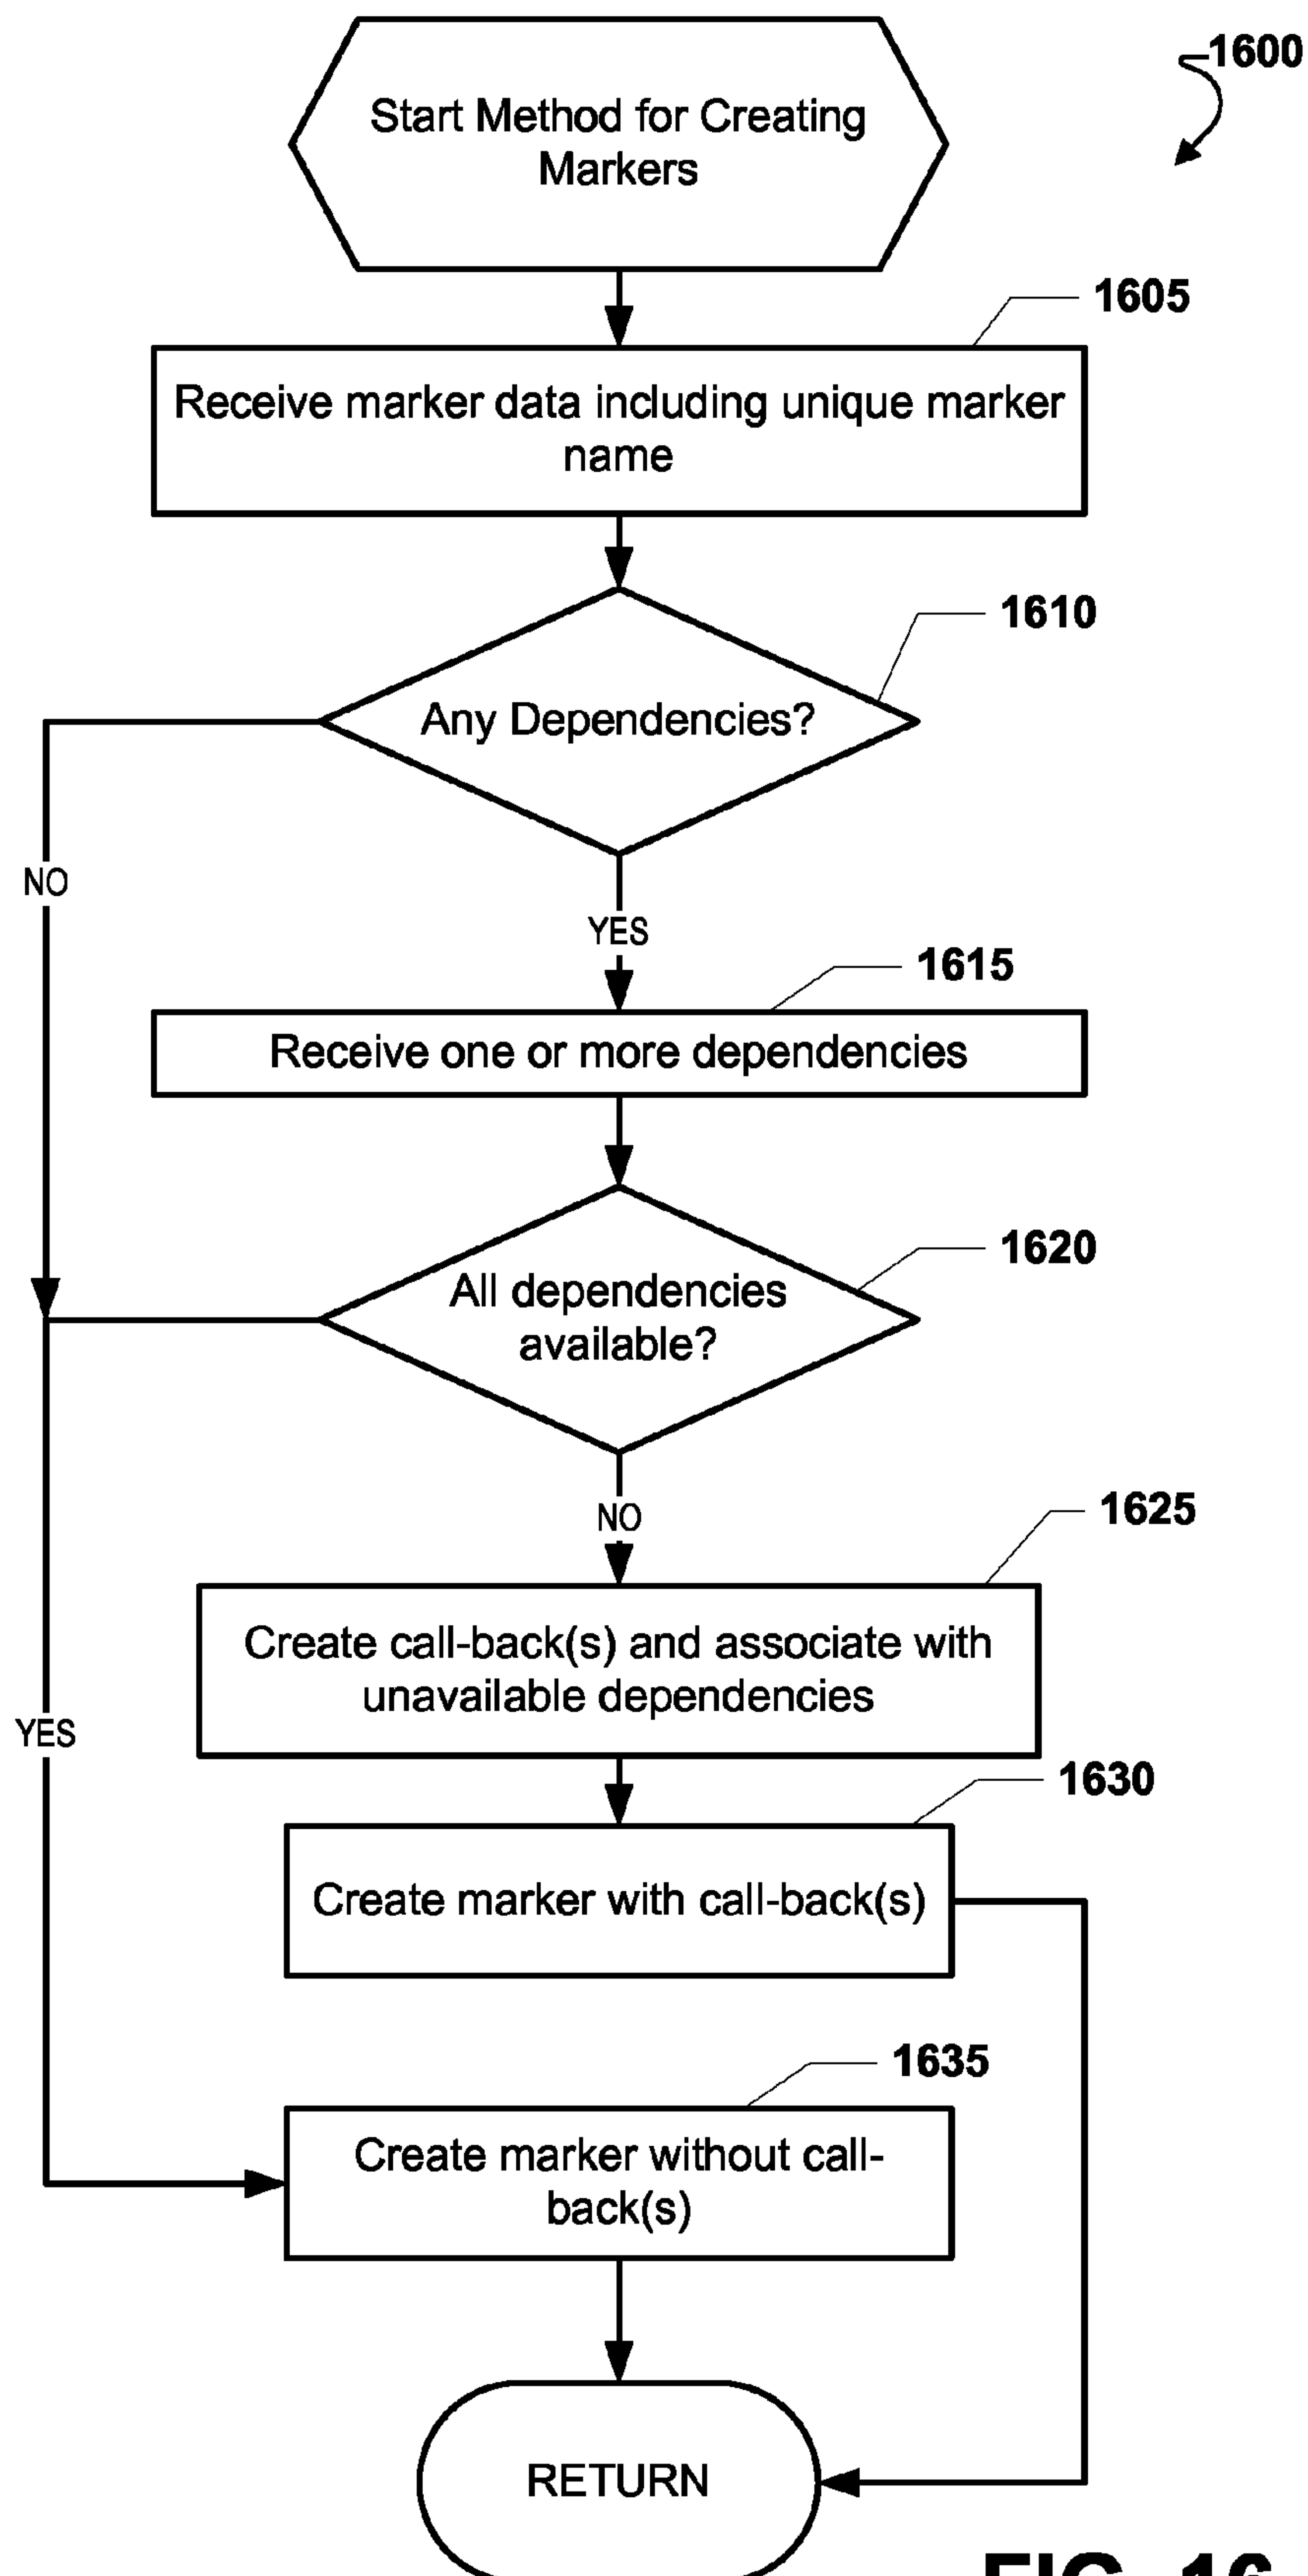 1600
Start Method for Creating
Markers
1605
Receive marker data including unique marker
name
1610
Any Dependencies?
NO
YES
1615
Receive one or more dependencies
1620
All dependencies
available?
NO
1625
Create call-back(s) and associate with
unavailable dependencies
YES
1630
Create marker with call-back(s)
1635
Create marker without call-
back(s)
RETURN
FIG. 16